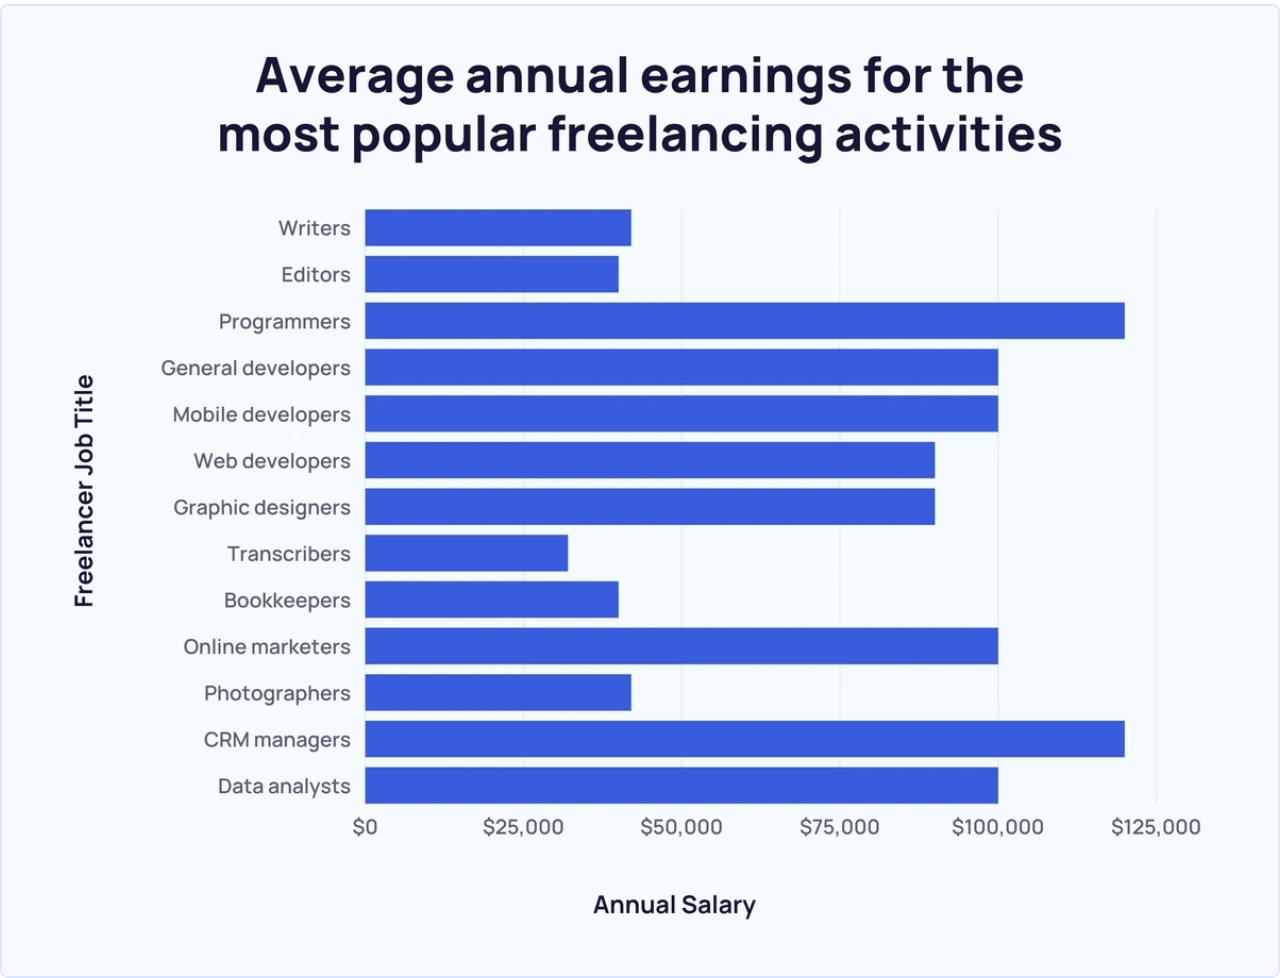 Average annual earnings for the
most popular freelancing activities
Freelancer Job Title
Writers
Editors
Programmers
General developers
Mobile developers
Web developers
Graphic designers
Transcribers
Bookkeepers
Online marketers
Photographers
CRM managers
Data analysts
$0 $25,000 $50,000 $75,000 $100,000 $125,000
Annual Salary